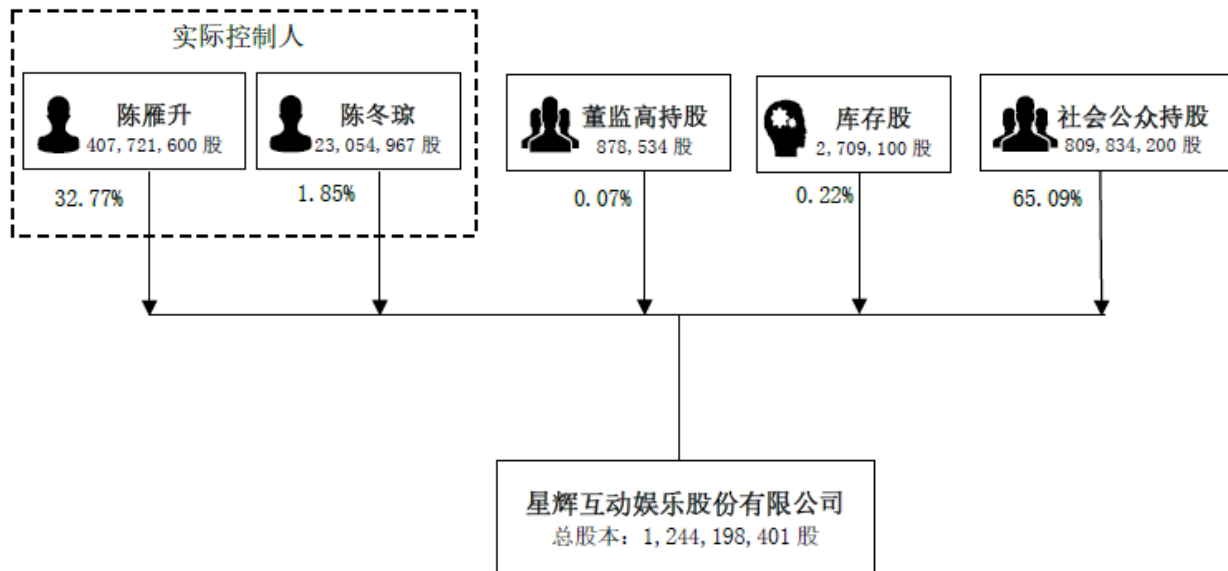 实际控制人
陈雁升
407,721,600 股
陈冬琼
23,054,967 股
董监高持股
878,534 股
库存股
2,709,100 股
社会公众持股
809,834,200 股
32.77%
1.85%
0.07%
0.22%
65.09%
星辉互动娱乐股份有限公司
总股本：1,244,198,401 股